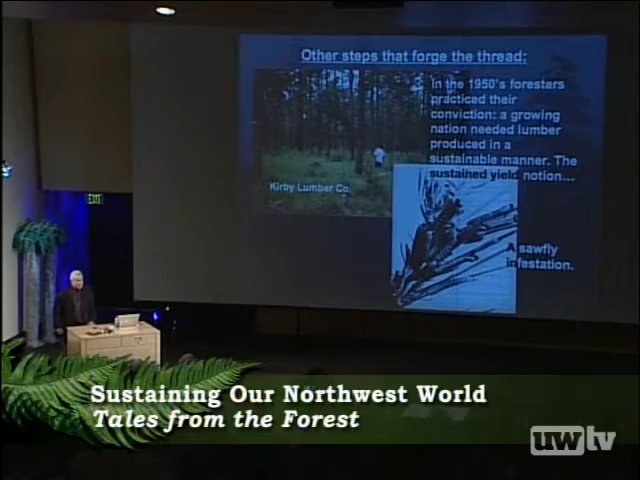 Other steps that forge the thread:
In the 1950's foresters
practiced their
conviction: a growing
nation needed lumber
produced in a
sustainable manner. The
sustained yield notion...
Kirby Lumber Co.
A sawfly
infestation.
EXIT
Sustaining Our Northwest World
Tales from the Forest
uwtv